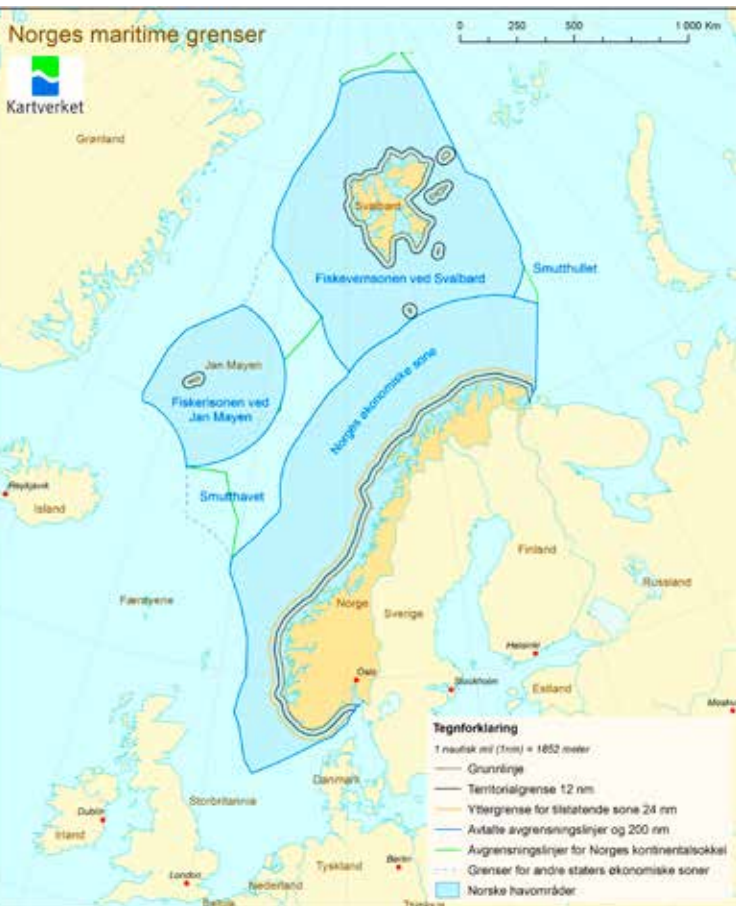 Norges maritime grenser
0 250 500 1 000 Km
Kartverket
Grønland
Svalbard
Fiskevernsonen ved Svalbard
Smutthullet
Jan Mayen
Fiskerisonen ved
Jan Mayen
Norges økonomiske sone
Reykjavik
Island
Smutthavet
Finland
Russland
Færøyene
Norge
Sverige
Helsinki
Oslo
Stockholm
Estland
Danmark
Storbritannia
Dublin
Irland
London
Tyskland
Berlin
Nederland
Tegnforklaring
1 nautisk mil (1nm) = 1852 meter
Grunnlinje
Territorialgrense 12 nm
Yttergrense for tilstøtende sone 24 nm
Avtalte avgrensningslinjer og 200 nm
Avgrensningslinjer for Norges kontinentalsokkel
Grenser for andre staters økonomiske soner
Norske havområder